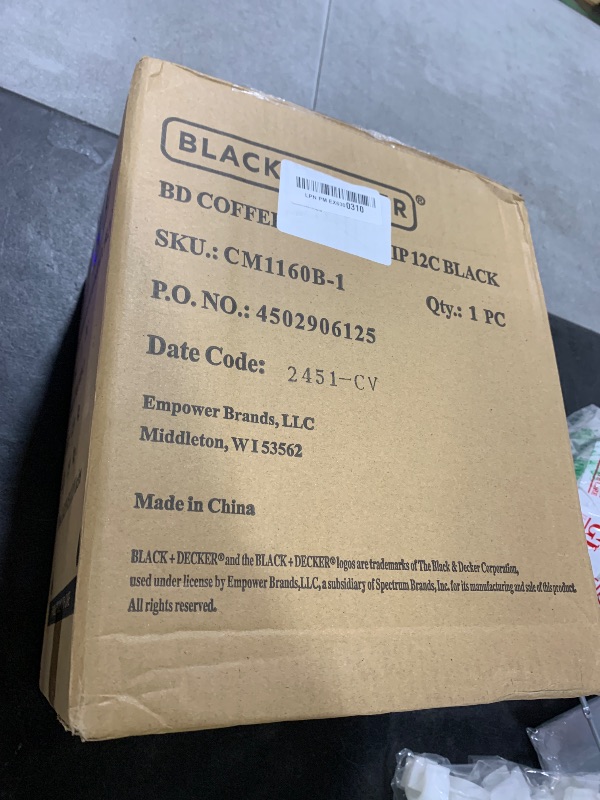 BLACK
R®
BD COFFE IP 12C BLACK
LPN PM 0310
SKU.: CM1160B-1
Qty.: 1 PC
P.O. NO.: 4502906125
Date Code: 2451-CV
Empower Brands, LLC
Middleton, W I 53562
Made in China
BLACK+DECKER® and the BLACK+DECKER® logos are trademarks of The Black & Decker Corporation,
used under license by Empower Brands,LLC, a subsidiary of Spectrum Brands, Inc. for its manufacturing and sale of this product.
All rights reserved.